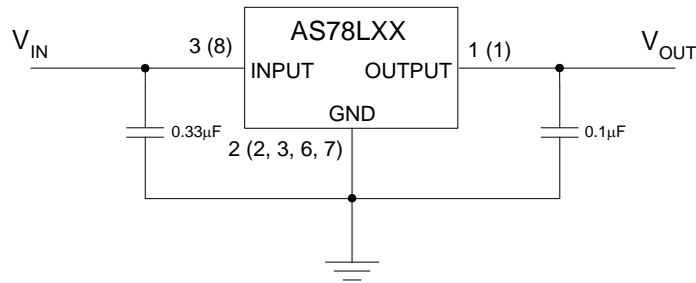 AS78LXX
V_IN
3 (8)
INPUT
OUTPUT
1 (1)
V_OUT
GND
0.33μF
0.1μF
2 (2, 3, 6, 7)